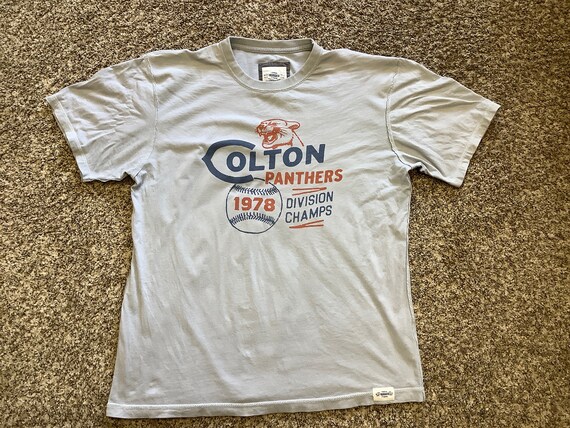 COLTON
PANTHERS
1978
DIVISION
CHAMPS